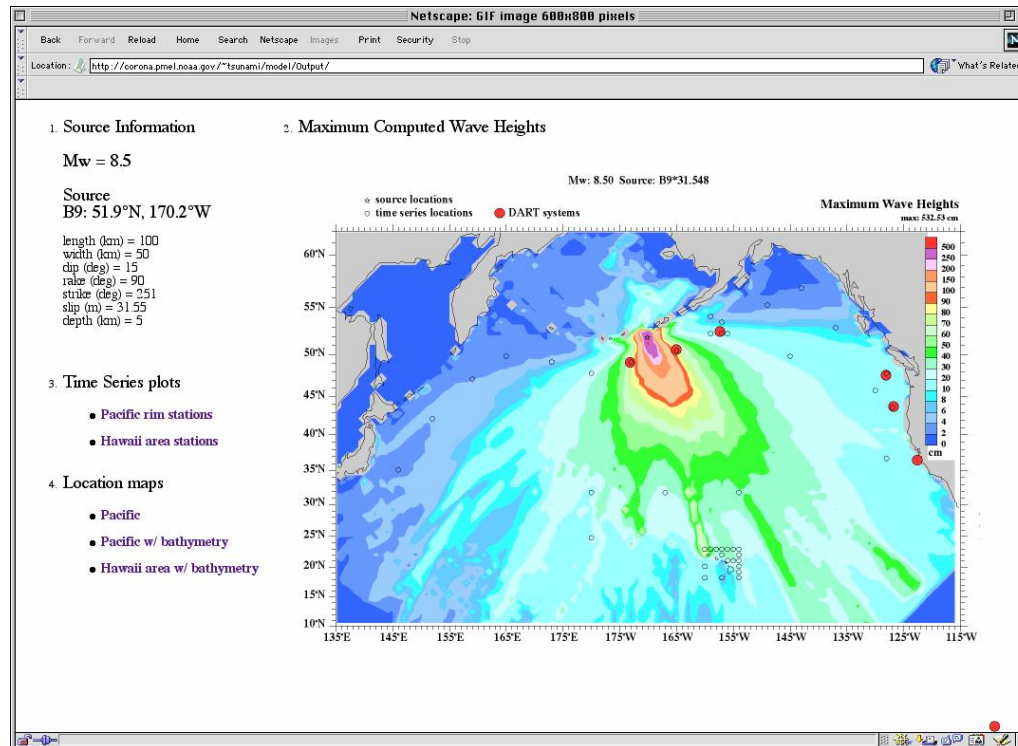 Netscape: GIF image 600x800 pixels
Back Forward Reload Home Search Netscape Images Print Security Stop
Location: http://corona.pmel.noaa.gov/~tsunami/model/Output/ What's Related
1. Source Information
Mw = 8.5
Source
B9: 51.9°N, 170.2°W
length (km) = 100
width (km) = 50
dip (deg) = 15
rake (deg) = 90
strike (deg) = 251
slip (m) = 31.55
depth (km) = 5
3. Time Series plots
Pacific rim stations
Hawaii area stations
4. Location maps
Pacific
Pacific w/ bathymetry
Hawaii area w/ bathymetry
2. Maximum Computed Wave Heights
Mw: 8.50 Source: B9*31.548
source locations
time series locations
DART systems
Maximum Wave Heights
max: 532.53 cm
60°N
55°N
50°N
45°N
40°N
35°N
30°N
25°N
20°N
15°N
10°N
500
250
200
150
100
90
80
70
60
50
40
30
20
10
8
6
4
2
0
cm
135°E 145°E 155°E 165°E 175°E 175°W 165°W 155°W 145°W 135°W 125°W 115°W